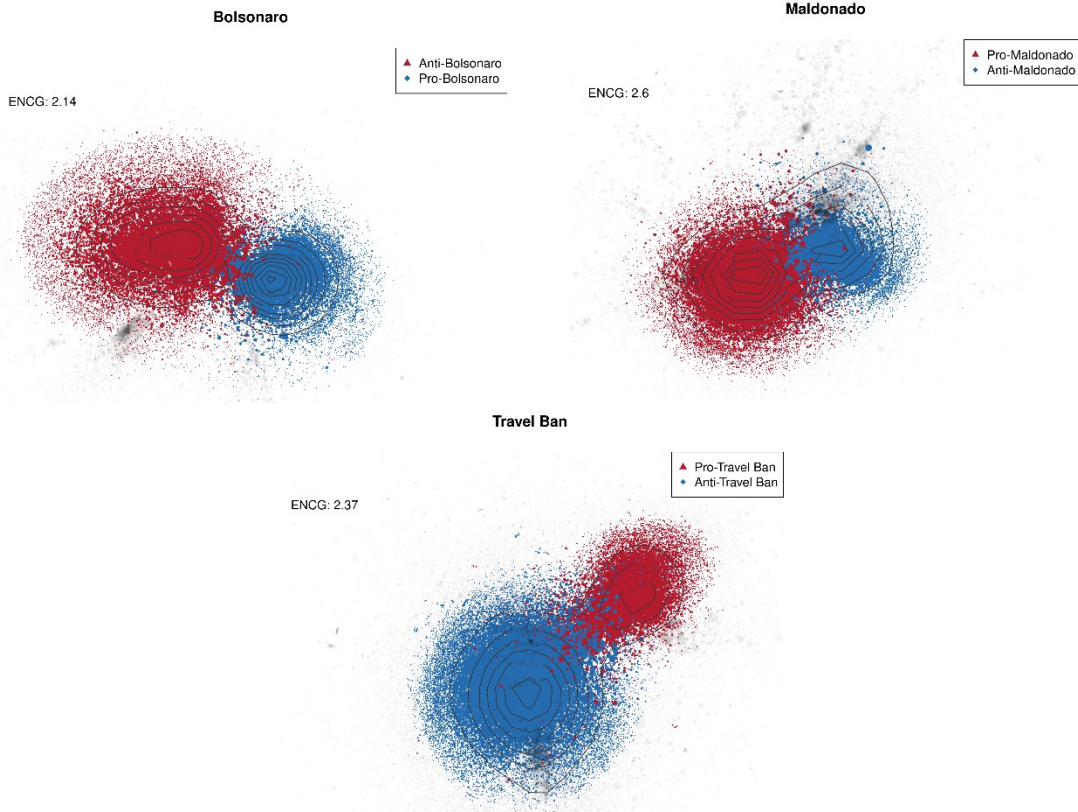 Bolsonaro
Anti-Bolsonaro
Pro-Bolsonaro
ENCG: 2.14
Maldonado
Pro-Maldonado
Anti-Maldonado
ENCG: 2.6
Travel Ban
Pro-Travel Ban
Anti-Travel Ban
ENCG: 2.37